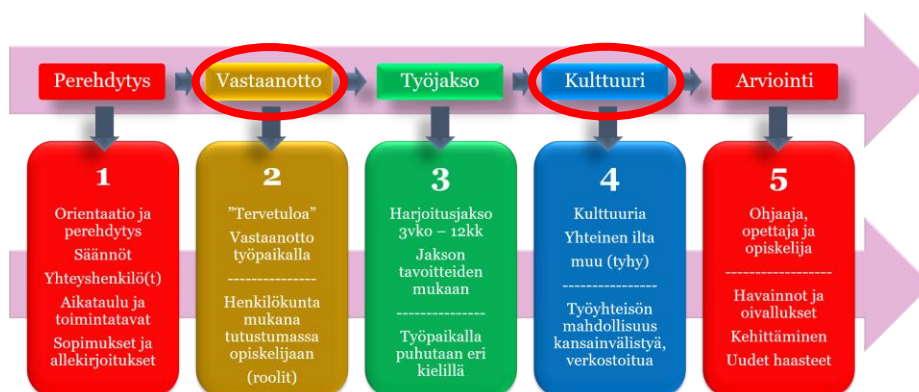 Perehdytys
Vastaanotto
Työjakso
Kulttuuri
Arviointi
1
Orientaatio ja
perehdytys
Säännöt
Yhteyshenkilö(t)
Aikataulu ja
toimintatavat
Sopimukset ja
allekirjoitukset
2
"Tervetuloa"
Vastaanotto
työpaikalla
---------------
Henkilökunta
mukana
tutustumassa
opiskelijaan
(roolit)
3
Harjoitusjakso
3vko – 12kk
Jakson
tavoitteiden
mukaan
---------------
Työpaikalla
puhutaan eri
kielillä
4
Kulttuuria
Yhteinen ilta
muu (tyhy)
----------------
Työyhteisön
mahdollisuus
kansainvälistyä,
verkostoitua
5
Ohjaaja,
opettaja ja
opiskelija
------------------
Havainnot ja
oivallukset
Kehittäminen
Uudet haasteet